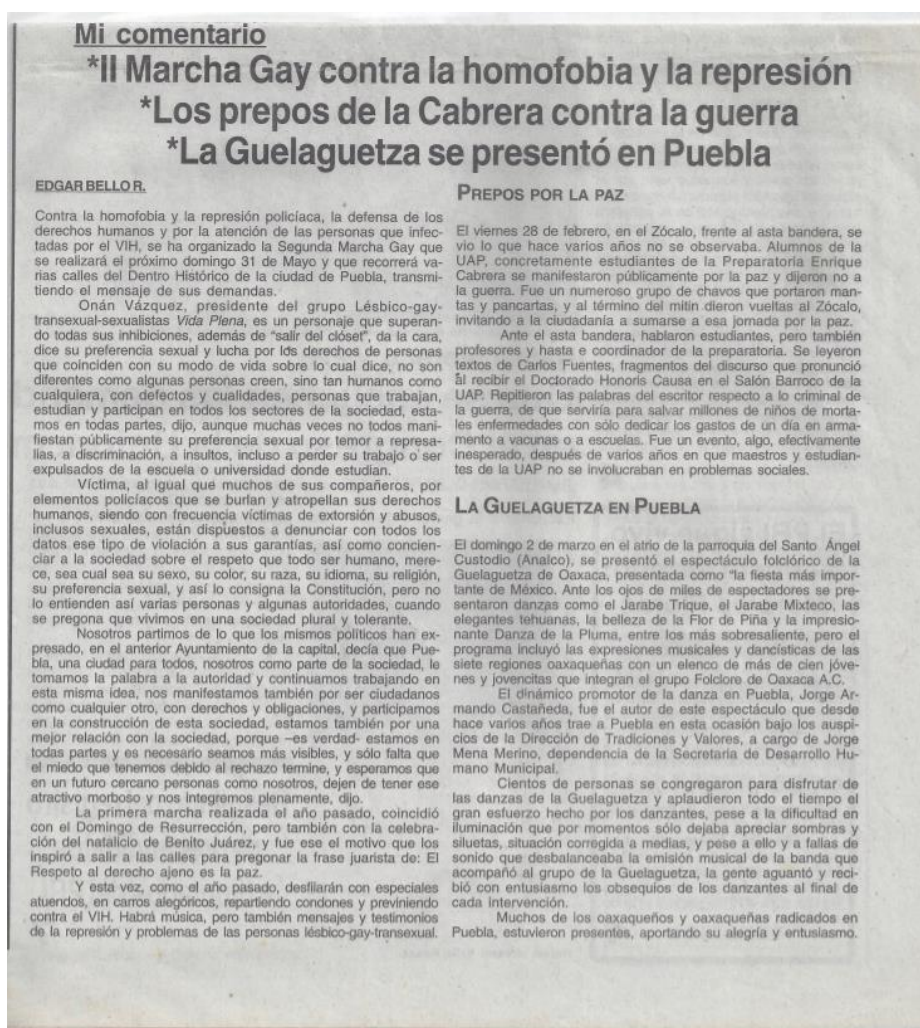 Mi comentario
*II Marcha Gay contra la homofobia y la represión
*Los prepos de la Cabrera contra la guerra
*La Guelaguetza se presentó en Puebla
EDGAR BELLO R.
Contra la homofobia y la represión policíaca, la defensa de los
derechos humanos y por la atención de las personas que infec-
tadas por el VIH, se ha organizado la Segunda Marcha Gay que
se realizará el próximo domingo 31 de Mayo y que recorrerá va-
rias calles del Dentro Histórico de la ciudad de Puebla, transmi-
tiendo el mensaje de sus demandas.
Onán Vázquez, presidente del grupo Lésbico-gay-
transexual-sexualistas Vida Plena, es un personaje que superan-
do todas sus inhibiciones, además de “salir del clóset”, da la cara,
dice su preferencia sexual y lucha por los derechos de personas
que coinciden con su modo de vida sobre lo cual dice, no son
diferentes como algunas personas creen, sino tan humanos como
cualquiera, con defectos y cualidades, personas que trabajan,
estudian y participan en todos los sectores de la sociedad, esta-
mos en todas partes, dijo, aunque muchas veces no todos mani-
fiestan públicamente su preferencia sexual por temor a represa-
lias, a discriminación, a insultos, incluso a perder su trabajo o ser
expulsados de la escuela o universidad donde estudian.
Víctima, al igual que muchos de sus compañeros, por
elementos policíacos que se burlan y atropellan sus derechos
humanos, siendo con frecuencia víctimas de extorsión y abusos,
inclusos sexuales, están dispuestos a denunciar con todos los
datos ese tipo de violación a sus garantías, así como concien-
ciar a la sociedad sobre el respeto que todo ser humano, mere-
ce, sea cual sea su sexo, su color, su raza, su idioma, su religión,
su preferencia sexual, y así lo consigna la Constitución, pero no
lo entienden así varias personas y algunas autoridades, cuando
se pregona que vivimos en una sociedad plural y tolerante.
Nosotros partimos de lo que los mismos políticos han ex-
presado, en el anterior Ayuntamiento de la capital, decía que Pue-
bla, una ciudad para todos, nosotros como parte de la sociedad, le
tomamos la palabra a la autoridad y continuamos trabajando en
esta misma idea, nos manifestamos también por ser ciudadanos
como cualquier otro, con derechos y obligaciones, y participamos
en la construcción de esta sociedad, estamos también por una
mejor relación con la sociedad, porque –es verdad- estamos en
todas partes y es necesario seamos más visibles, y sólo falta que
el miedo que tenemos debido al rechazo termine, y esperamos que
en un futuro cercano personas como nosotros, dejen de tener ese
atractivo morboso y nos integremos plenamente, dijo.
La primera marcha realizada el año pasado, coincidió
con el Domingo de Resurrección, pero también con la celebra-
ción del natalicio de Benito Juárez, y fue ese el motivo que los
inspiró a salir a las calles para pregonar la frase juarista de: El
Respeto al derecho ajeno es la paz.
Y esta vez, como el año pasado, desfilarán con especiales
atuendos, en carros alegóricos, repartiendo condones y previniendo
contra el VIH. Habrá música, pero también mensajes y testimonios
de la represión y problemas de las personas lésbico-gay-transexual.
PREPOS POR LA PAZ
El viernes 28 de febrero, en el Zócalo, frente al asta bandera, se
vio lo que hace varios años no se observaba. Alumnos de la
UAP, concretamente estudiantes de la Preparatoria Enrique
Cabrera se manifestaron públicamente por la paz y dijeron no a
la guerra. Fue un numeroso grupo de chavos que portaron man-
tas y pancartas, y al término del mitin dieron vueltas al Zócalo,
invitando a la ciudadanía a sumarse a esa jornada por la paz.
Ante el asta bandera, hablaron estudiantes, pero también
profesores y hasta e coordinador de la preparatoria. Se leyeron
textos de Carlos Fuentes, fragmentos del discurso que pronunció
al recibir el Doctorado Honoris Causa en el Salón Barroco de la
UAP. Repitieron las palabras del escritor respecto a lo criminal de
la guerra, de que serviría para salvar millones de niños de morta-
les enfermedades con sólo dedicar los gastos de un día en arma-
mento a vacunas o a escuelas. Fue un evento, algo, efectivamente
inesperado, después de varios años en que maestros y estudian-
tes de la UAP no se involucraban en problemas sociales.
LA GUELAGUETZA EN PUEBLA
El domingo 2 de marzo en el atrio de la parroquia del Santo Ángel
Custodio (Analco), se presentó el espectáculo folclórico de la
Guelaguetza de Oaxaca, presentada como “la fiesta más impor-
tante de México. Ante los ojos de miles de espectadores se pre-
sentaron danzas como el Jarabe Trique, el Jarabe Mixteco, las
elegantes tehuanas, la belleza de la Flor de Piña y la impresio-
nante Danza de la Pluma, entre los más sobresaliente, pero el
programa incluyó las expresiones musicales y dancísticas de las
siete regiones oaxaqueñas con un elenco de más de cien jóve-
nes y jovencitas que integran el grupo Folclore de Oaxaca A.C.
El dinámico promotor de la danza en Puebla, Jorge Ar-
mando Castañeda, fue el autor de este espectáculo que desde
hace varios años trae a Puebla en esta ocasión bajo los auspi-
cios de la Dirección de Tradiciones y Valores, a cargo de Jorge
Mena Merino, dependencia de la Secretaria de Desarrollo Hu-
mano Municipal.
Cientos de personas se congregaron para disfrutar de
las danzas de la Guelaguetza y aplaudieron todo el tiempo el
gran esfuerzo hecho por los danzantes, pese a la dificultad en
iluminación que por momentos sólo dejaba apreciar sombras y
siluetas, situación corregida a medias, y pese a ello y a fallas de
sonido que desbalanceaba la emisión musical de la banda que
acompañó al grupo de la Guelaguetza, la gente aguantó y reci-
bió con entusiasmo los obsequios de los danzantes al final de
cada intervención.
Muchos de los oaxaqueños y oaxaqueñas radicados en
Puebla, estuvieron presentes, aportando su alegría y entusiasmo.